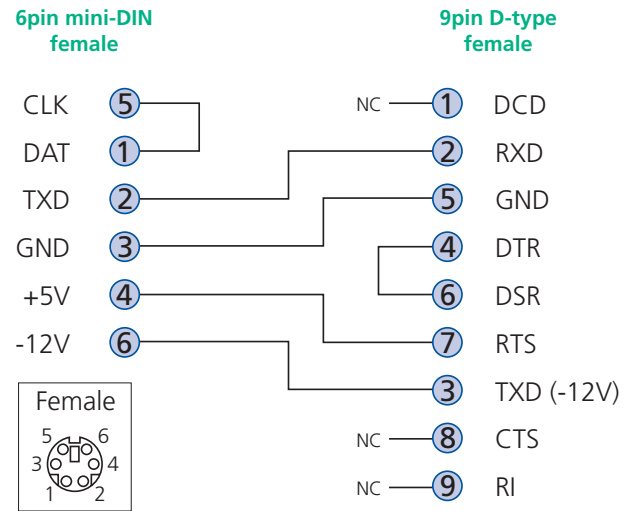 6pin mini-DIN
female
9pin D-type
female
CLK 5
DAT 1
TXD 2
GND 3
+5V 4
-12V 6
NC 1 DCD
2 RXD
5 GND
4 DTR
6 DSR
7 RTS
3 TXD (-12V)
NC 8 CTS
NC 9 RI
Female
5 6
3 4
1 2